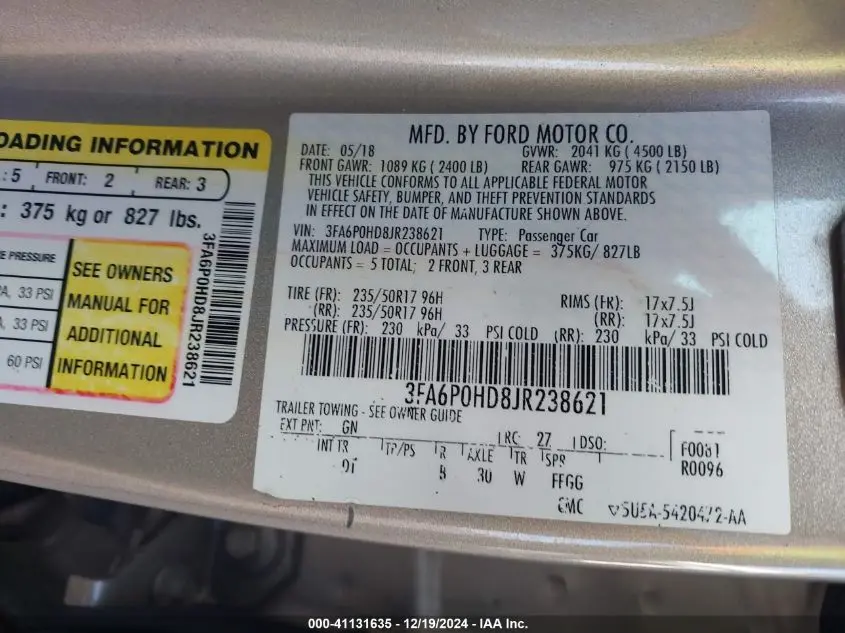 OADING INFORMATION
: 5 FRONT: 2 REAR: 3
: 375 kg or 827 lbs.
E PRESSURE
A, 33 PSI
A, 33 PSI
60 PSI
SEE OWNERS
MANUAL FOR
ADDITIONAL
INFORMATION
3FA6P0HD8JR238621
MFD. BY FORD MOTOR CO.
DATE: 05/18 GVWR: 2041 KG ( 4500 LB)
FRONT GAWR: 1089 KG ( 2400 LB) REAR GAWR: 975 KG ( 2150 LB)
THIS VEHICLE CONFORMS TO ALL APPLICABLE FEDERAL MOTOR
VEHICLE SAFETY, BUMPER, AND THEFT PREVENTION STANDARDS
IN EFFECT ON THE DATE OF MANUFACTURE SHOWN ABOVE.
VIN: 3FA6P0HD8JR238621 TYPE: Passenger Car
MAXIMUM LOAD = OCCUPANTS + LUGGAGE = 375KG/ 827LB
OCCUPANTS = 5 TOTAL; 2 FRONT, 3 REAR
TIRE (FR): 235/50R17 96H RIMS (FR): 17x7.5J
(RR): 235/50R17 96H (RR): 17x7.5J
PRESSURE (FR): 230 kPa/ 33 PSI COLD (RR): 230 kPa/ 33 PSI COLD
3FA6P0HD8JR238621
TRAILER TOWING - SEE OWNER GUIDE
EXT PNT: GN RC: 27 DSO: F0081
INT TR TP/PS R AXLE TR SPR R0096
B 30 W FFGG
5U5A-5420472-AA
000-41131635 - 12/19/2024 - IAA Inc.